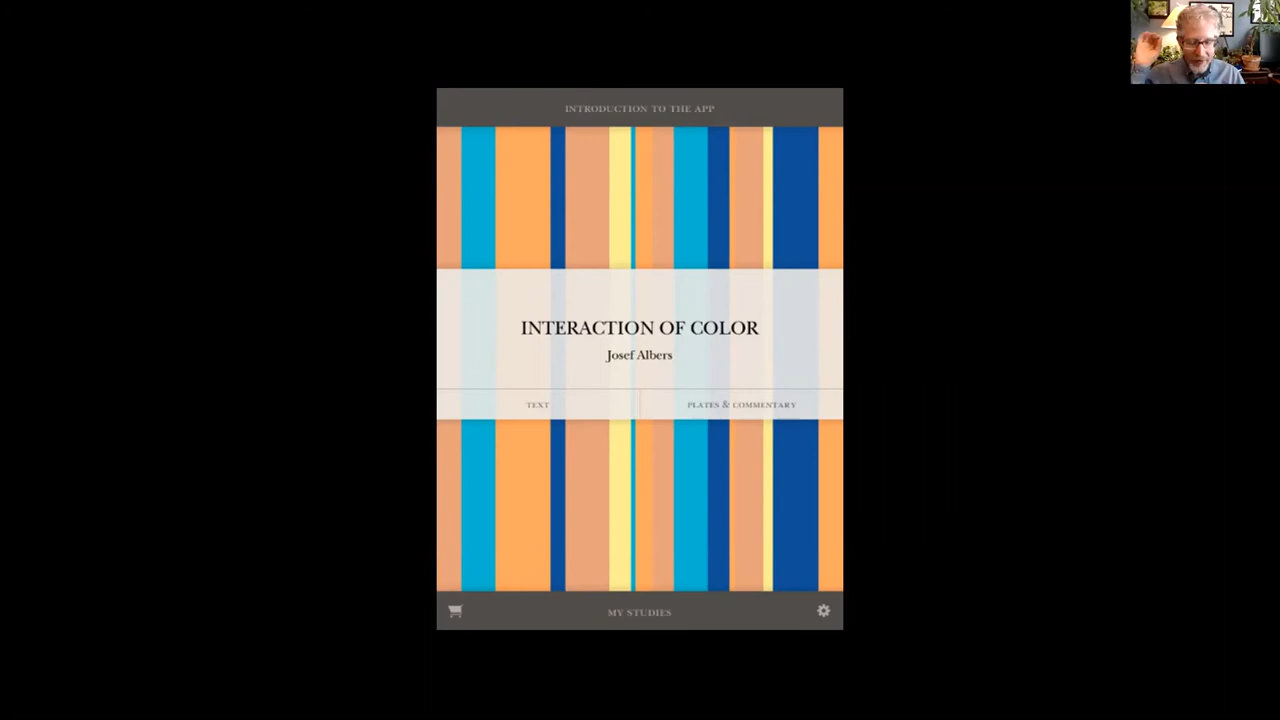 INTRODUCTION TO THE APP
INTERACTION OF COLOR
Josef Albers
TEXT
PLATES & COMMENTARY
MY STUDIES